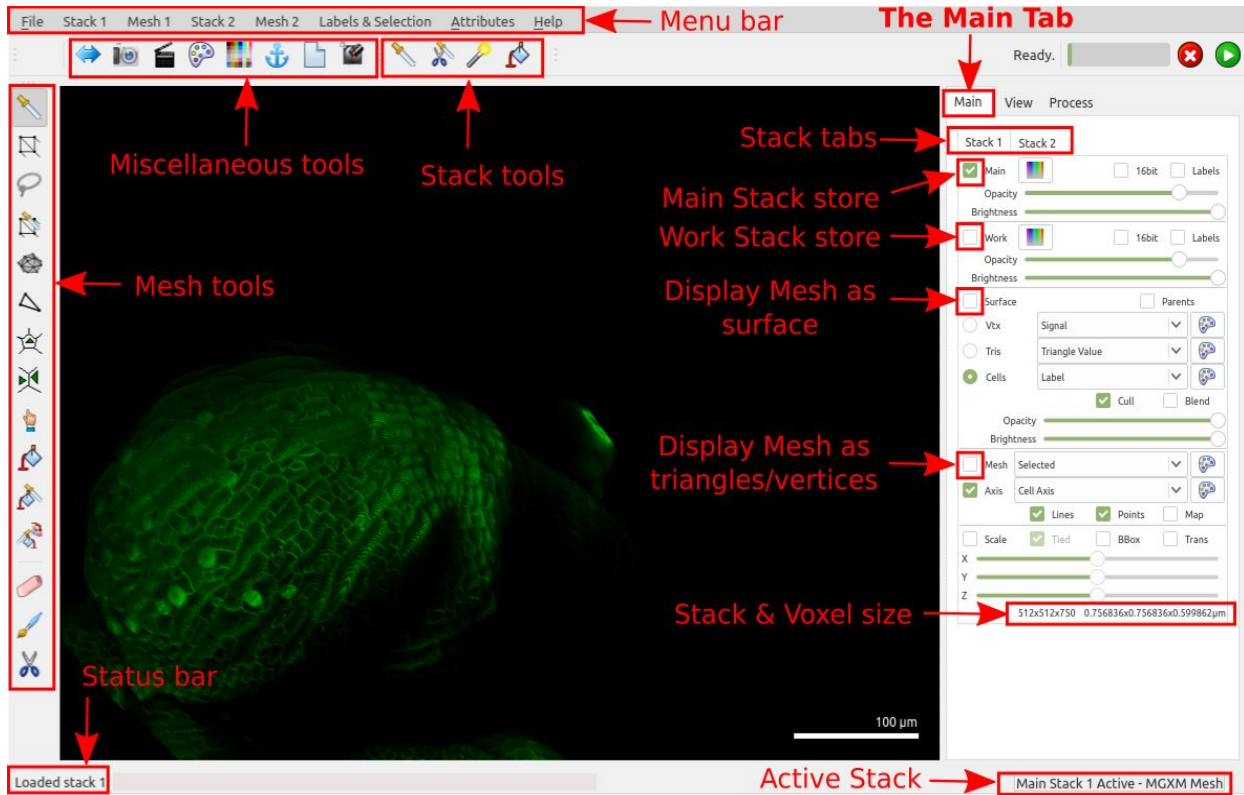 File Stack 1 Mesh 1 Stack 2 Mesh 2 Labels & Selection Attributes Help
Menu bar
The Main Tab
Ready.
Main View Process
Miscellaneous tools
Stack tools
Mesh tools
Status bar
Stack tabs
Main Stack store
Work Stack store
Display Mesh as
surface
Display Mesh as
triangles/vertices
Stack & Voxel size
Stack 1 Stack 2
Main 16bit Labels
Opacity
Brightness
Work 16bit Labels
Opacity
Brightness
Surface Parents
Vtx Signal
Tris Triangle Value
Cells Label
Cull Blend
Opacity
Brightness
Mesh Selected
Axis Cell Axis
Lines Points Map
Scale Tied BBox Trans
X
Y
Z
512x512x750 0.756836x0.756836x0.599862µm
100 µm
Loaded stack 1
Active Stack
Main Stack 1 Active - MGXM Mesh